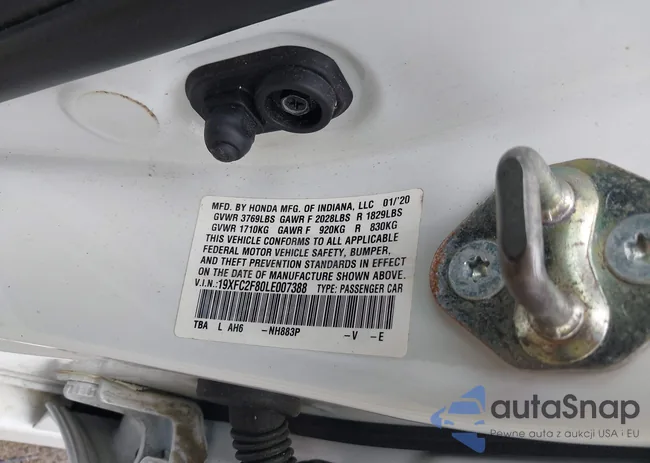 MFD. BY HONDA MFG. OF INDIANA, LLC 01/'20
GVWR 3769LBS GAWR F 2028LBS R 1829LBS
GVWR 1710KG GAWR F 920KG R 830KG
THIS VEHICLE CONFORMS TO ALL APPLICABLE
FEDERAL MOTOR VEHICLE SAFETY, BUMPER,
AND THEFT PREVENTION STANDARDS IN EFFECT
ON THE DATE OF MANUFACTURE SHOWN ABOVE.
V.I.N.:19XFC2F80LE007388 TYPE: PASSENGER CAR
TBA L AH6 -NH883P -V -E
autaSnap
Pewne auta z aukcji USA i EU